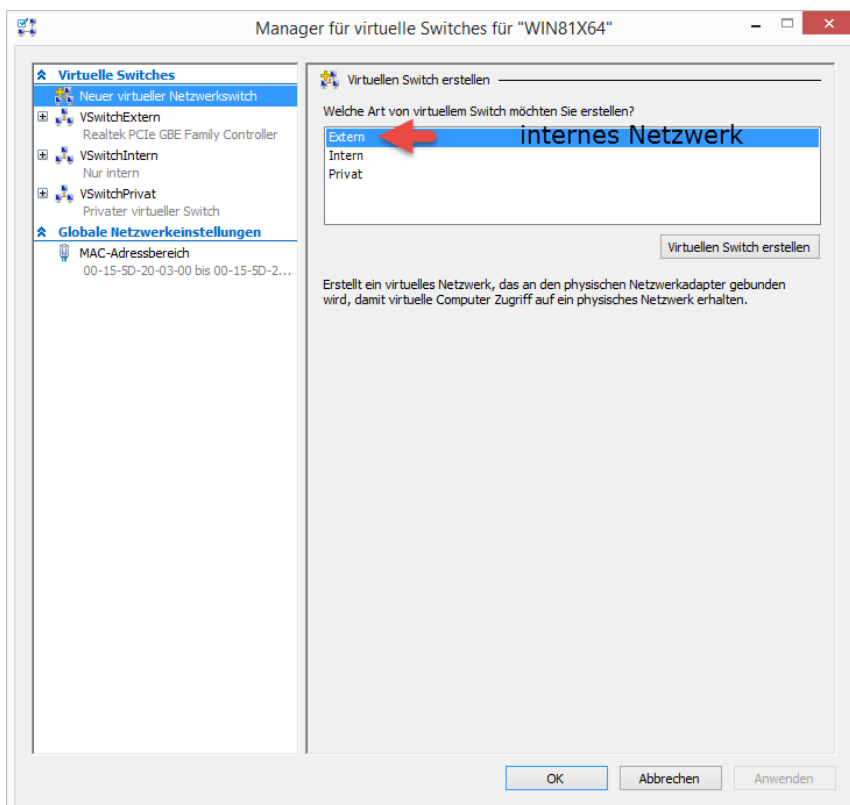 Manager für virtuelle Switches für "WIN81X64"
Virtuelle Switches
Neuer virtueller Netzwerkswitch
VSwitchExtern
Realtek PCIe GBE Family Controller
VSwitchIntern
Nur intern
VSwitchPrivat
Privater virtueller Switch
Globale Netzwerkeinstellungen
MAC-Adressbereich
00-15-5D-20-03-00 bis 00-15-5D-2...
Virtuellen Switch erstellen
Welche Art von virtuellem Switch möchten Sie erstellen?
Extern internes Netzwerk
Intern
Privat
Virtuellen Switch erstellen
Erstellt ein virtuelles Netzwerk, das an den physischen Netzwerkadapter gebunden
wird, damit virtuelle Computer Zugriff auf ein physisches Netzwerk erhalten.
OK Abbrechen Anwenden